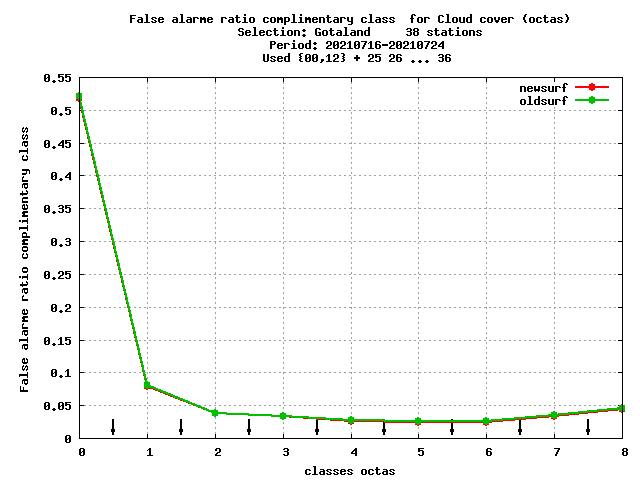 False alarme ratio complimentary class  for Cloud cover (octas)
Selection: Gotaland     38 stations
Period: 20210716-20210724
Used {00,12} + 25 26 ... 36
newsurf
oldsurf
False alarme ratio complimentary class
0.55
0.5
0.45
0.4
0.35
0.3
0.25
0.2
0.15
0.1
0.05
0
0 1 2 3 4 5 6 7 8
classes octas